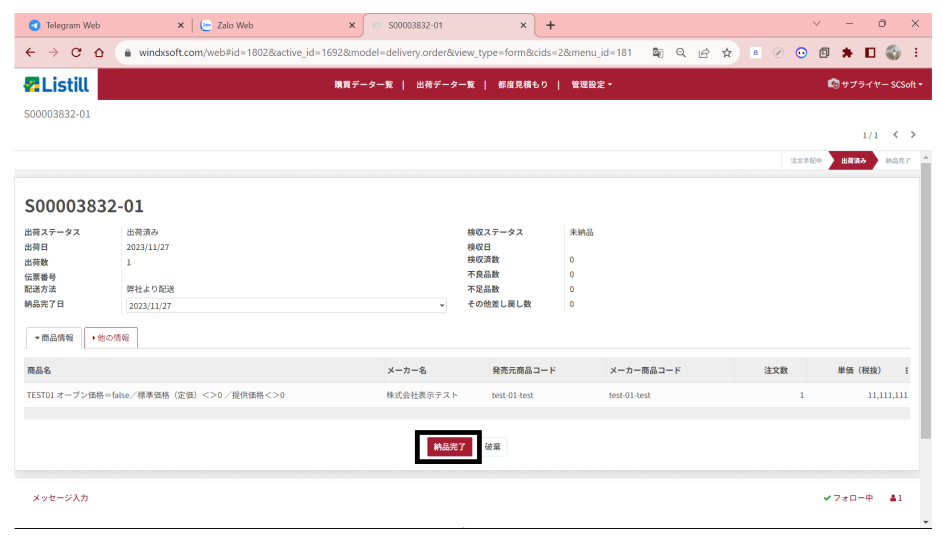 Telegram Web
Zalo Web
S00003832-01
windxsoft.com/web#id=1802&active_id=1692&model=delivery.order&view_type=form&cids=2&menu_id=181
Listill
購買データ一覧 | 出荷データ一覧 | 都度見積もり | 管理設定
サプライヤー SCSoft
S00003832-01
1 / 1
注文手配中 出荷済み 納品完了
S00003832-01
出荷ステータス 出荷済み 検収ステータス 未納品
出荷日 2023/11/27 検収日
出荷数 1 検収済数 0
伝票番号 不良品数 0
配送方法 弊社より配送 不足品数 0
納品完了日 2023/11/27 その他差し戻し数 0
商品情報 他の情報
商品名 メーカー名 発売元商品コード メーカー商品コード 注文数 単価（税抜）
TEST01 オープン価格＝false／標準価格（定価）＜＞0／提供価格＜＞0 株式会社表示テスト test-01-test test-01-test 1 11,111,111
納品完了 破棄
メッセージ入力 フォロー中 1